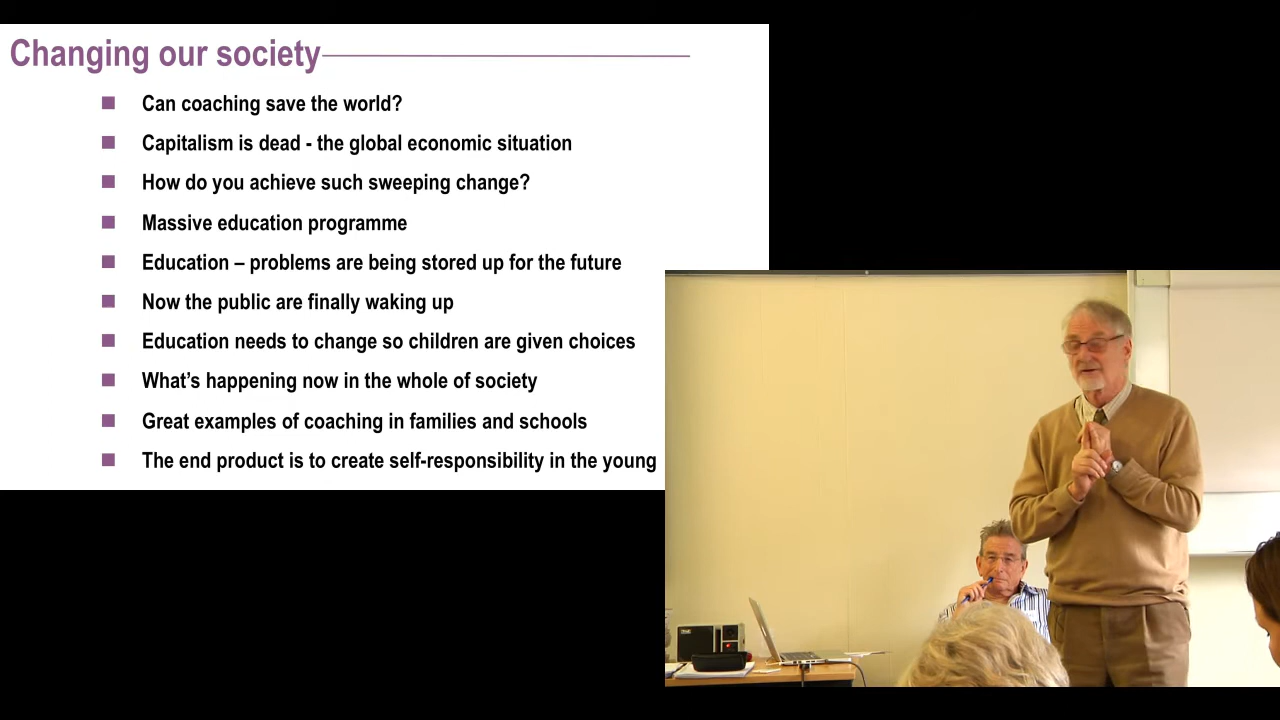 Changing our society
Can coaching save the world?
Capitalism is dead - the global economic situation
How do you achieve such sweeping change?
Massive education programme
Education – problems are being stored up for the future
Now the public are finally waking up
Education needs to change so children are given choices
What’s happening now in the whole of society
Great examples of coaching in families and schools
The end product is to create self-responsibility in the young